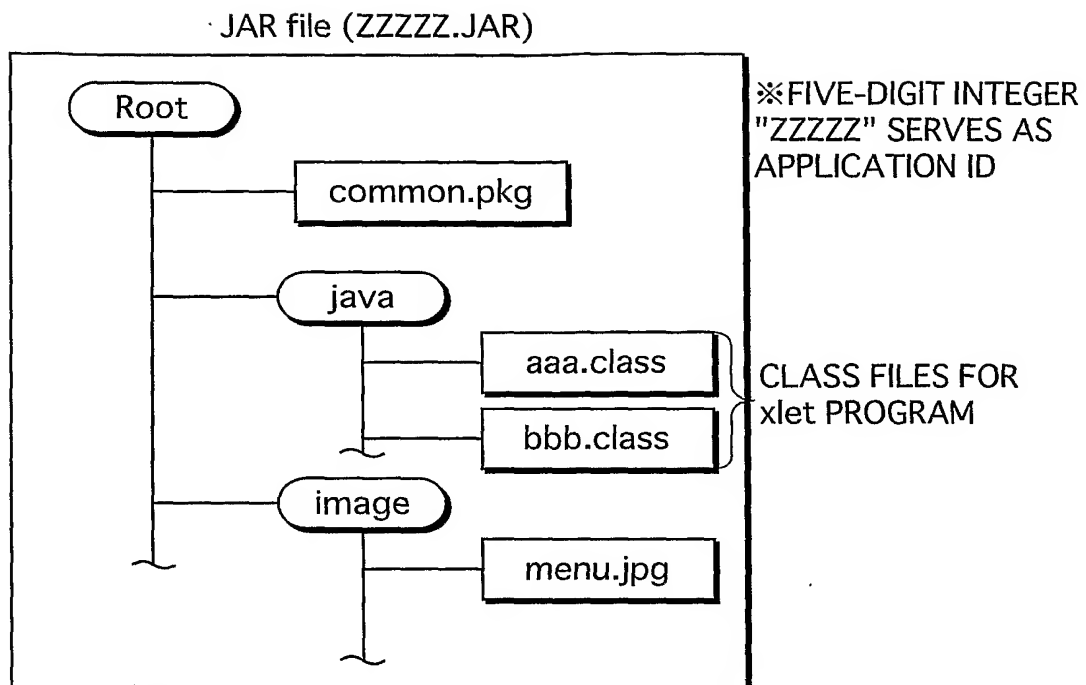 JAR file (ZZZZZ.JAR)
Root
※FIVE-DIGIT INTEGER
"ZZZZZ" SERVES AS
APPLICATION ID
common.pkg
java
aaa.class
CLASS FILES FOR
xlet PROGRAM
bbb.class
image
menu.jpg